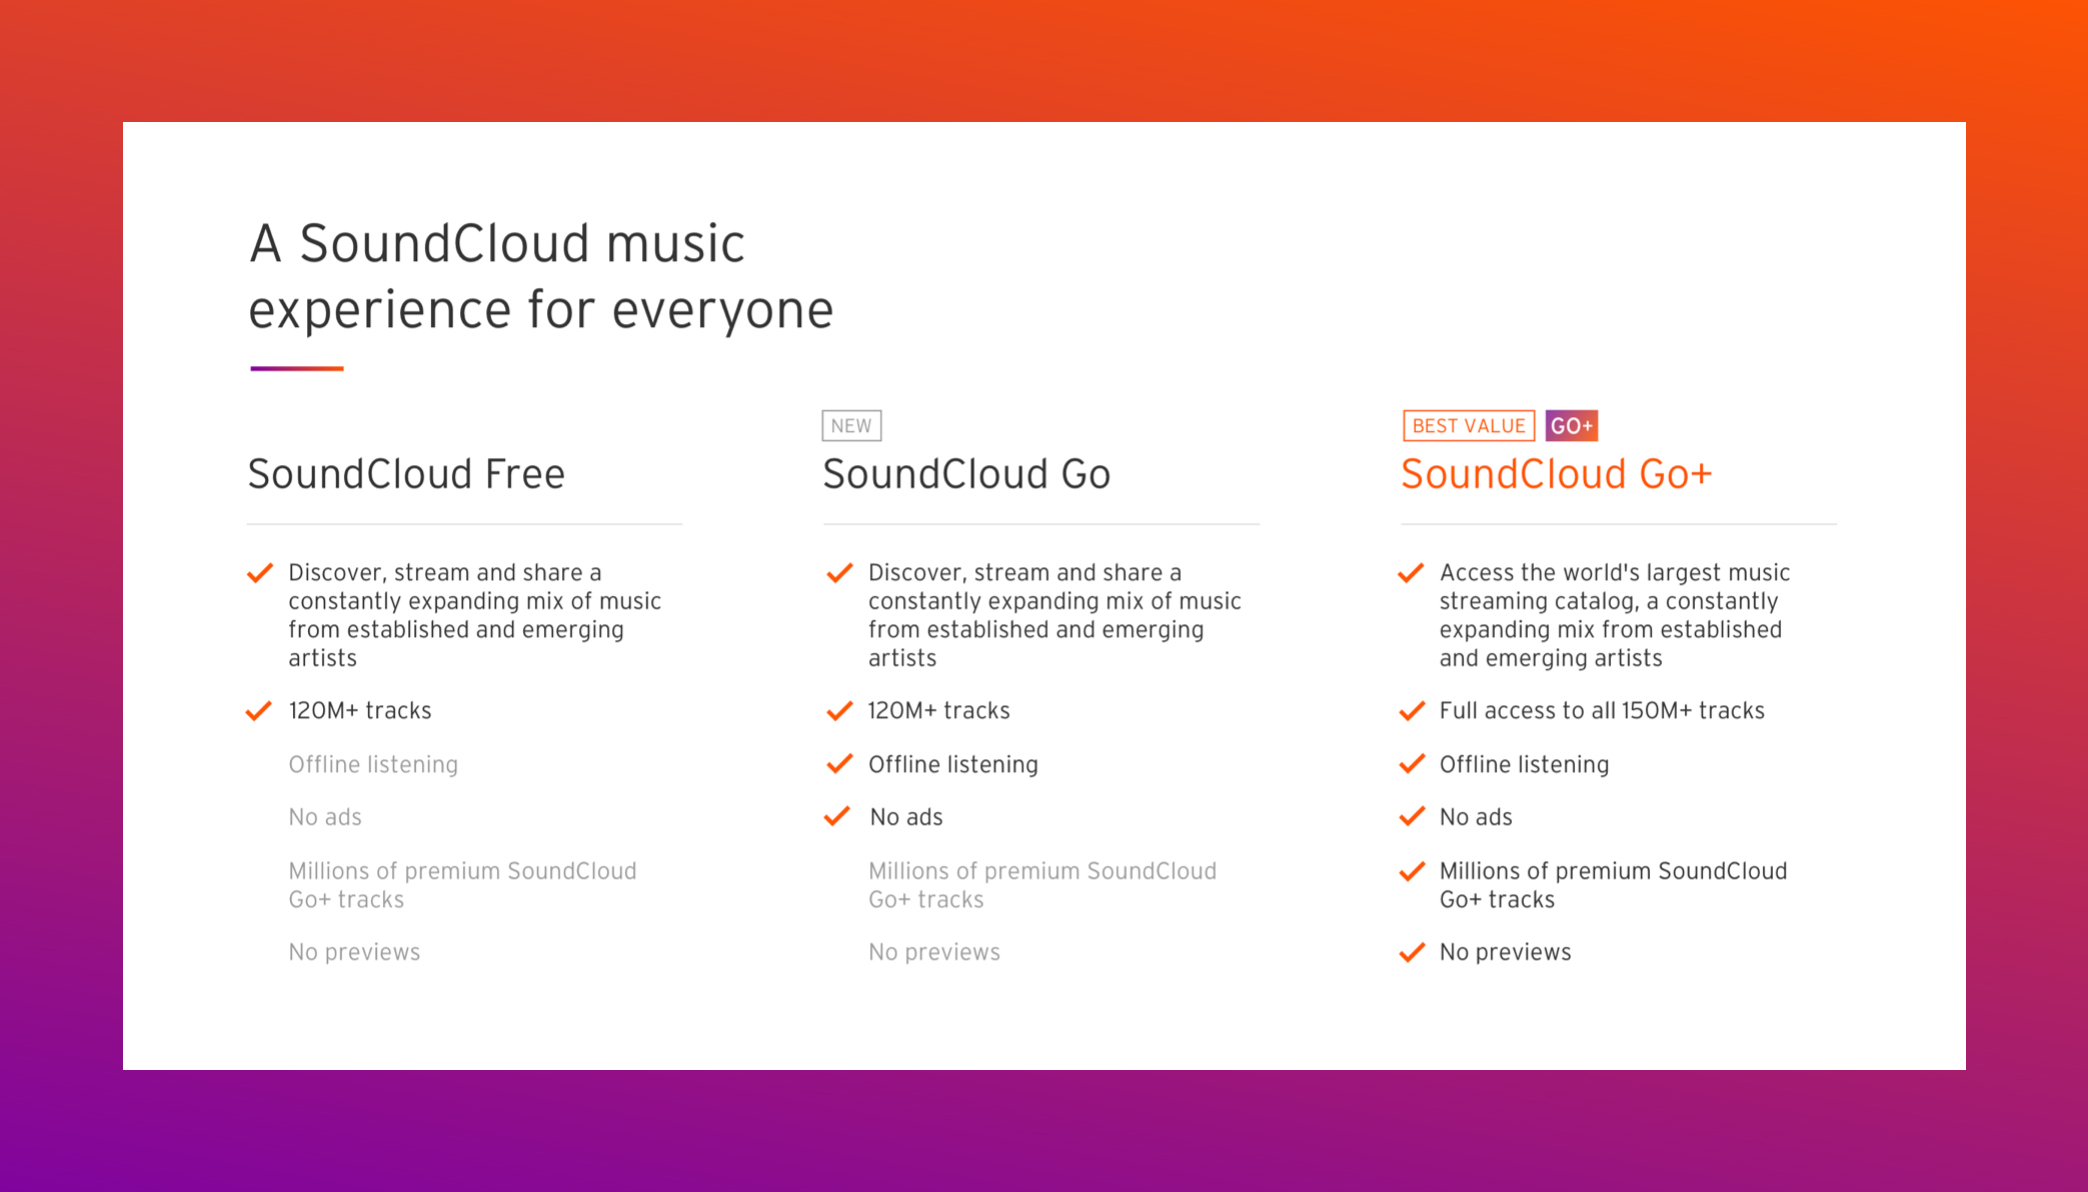 A SoundCloud music
experience for everyone
SoundCloud Free
Discover, stream and share a
constantly expanding mix of music
from established and emerging
artists
120M+ tracks
Offline listening
No ads
Millions of premium SoundCloud
Go+ tracks
No previews
NEW
SoundCloud Go
Discover, stream and share a
constantly expanding mix of music
from established and emerging
artists
120M+ tracks
Offline listening
No ads
Millions of premium SoundCloud
Go+ tracks
No previews
BEST VALUE GO+
SoundCloud Go+
Access the world's largest music
streaming catalog, a constantly
expanding mix from established
and emerging artists
Full access to all 150M+ tracks
Offline listening
No ads
Millions of premium SoundCloud
Go+ tracks
No previews